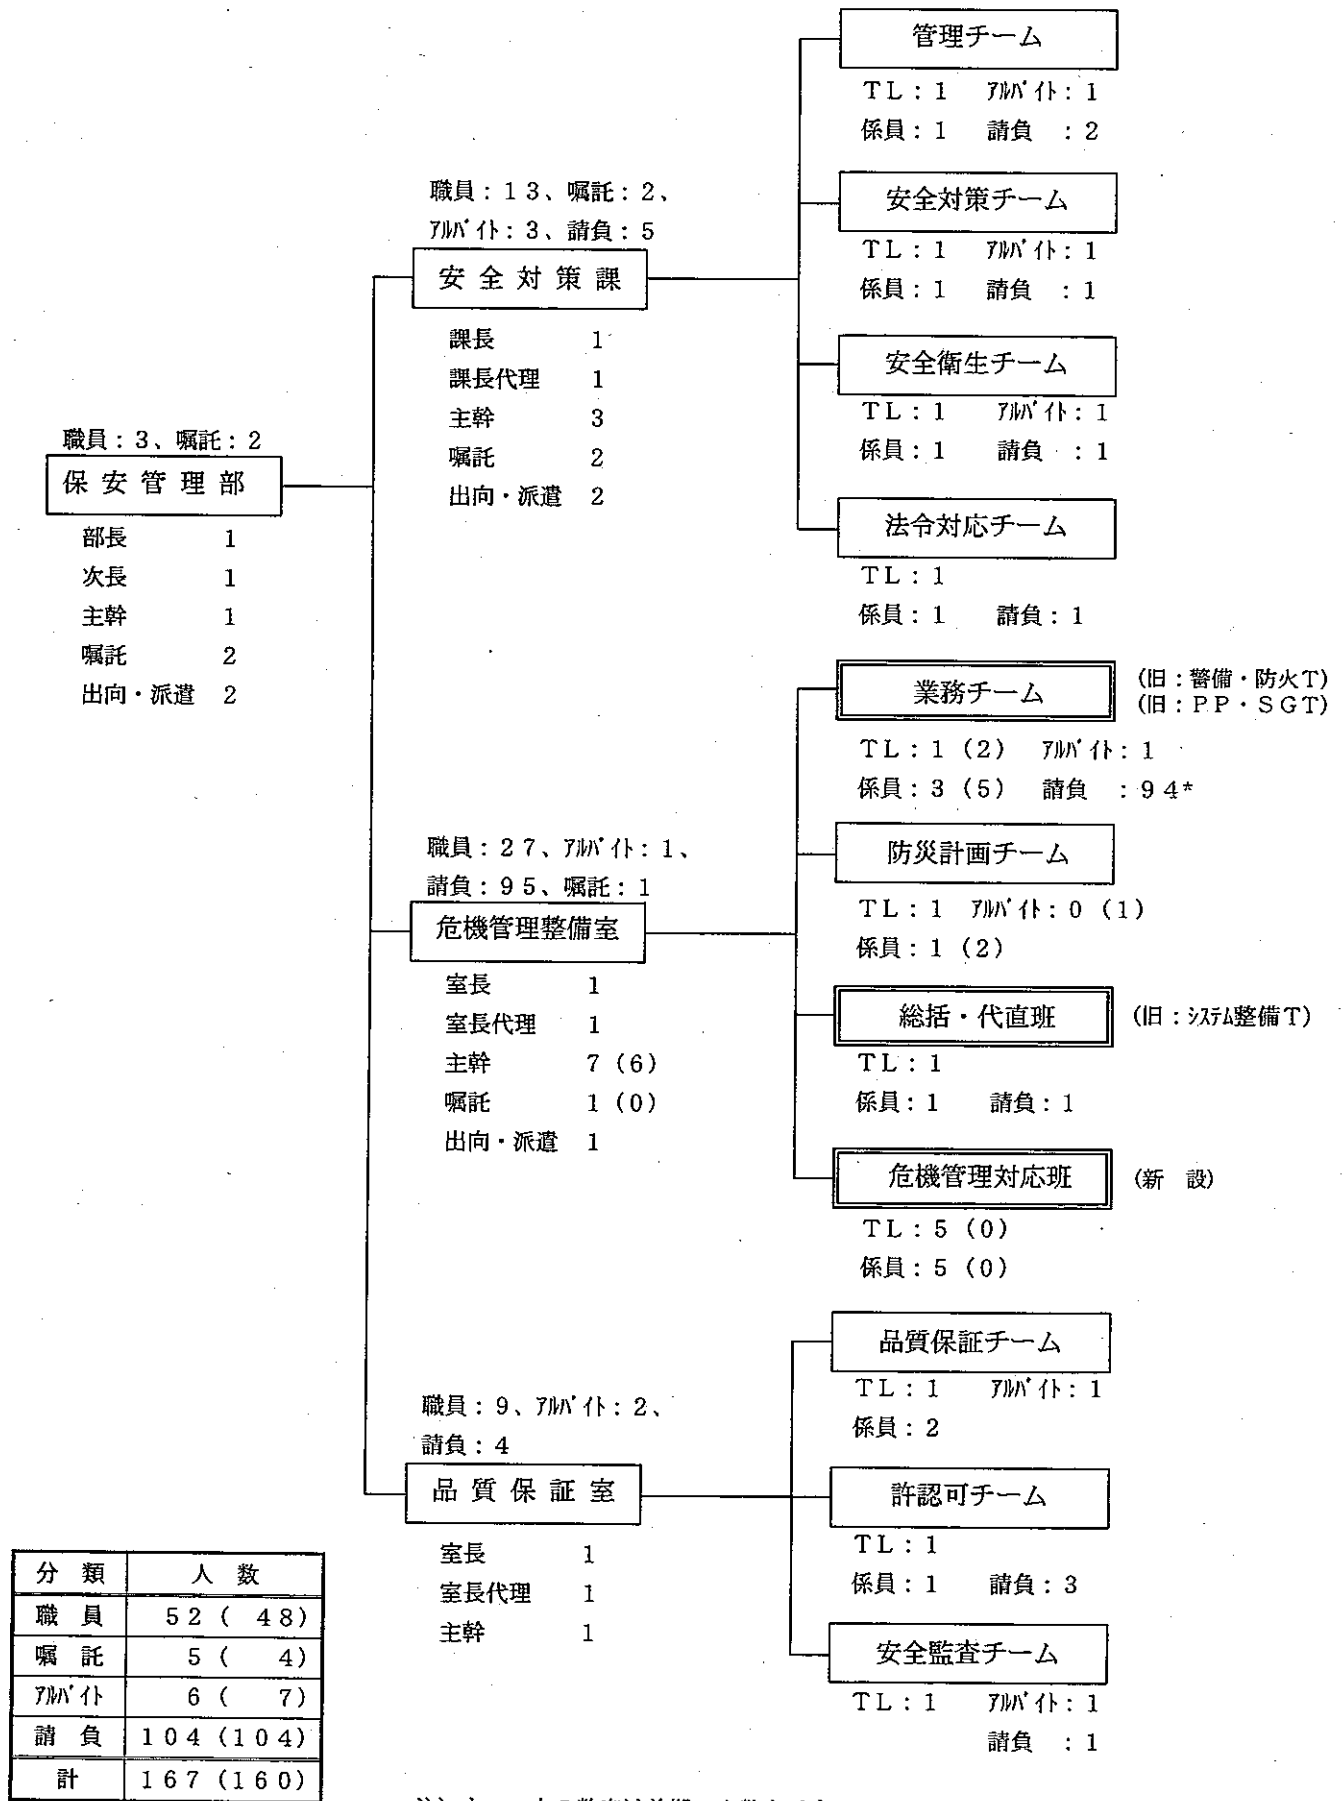 保安管理部
職員：3、嘱託：2
部長 1
次長 1
主幹 1
嘱託 2
出向・派遣 2
職員：13、嘱託：2、
ｱﾙﾊﾞｲﾄ：3、請負：5
安全対策課
課長 1
課長代理 1
主幹 3
嘱託 2
出向・派遣 2
管理チーム
TL：1 ｱﾙﾊﾞｲﾄ：1
係員：1 請負 ：2
安全対策チーム
TL：1 ｱﾙﾊﾞｲﾄ：1
係員：1 請負 ：1
安全衛生チーム
TL：1 ｱﾙﾊﾞｲﾄ：1
係員：1 請負 ：1
法令対応チーム
TL：1
係員：1 請負：1
職員：27、ｱﾙﾊﾞｲﾄ：1、
請負：95、嘱託：1
危機管理整備室
室長 1
室長代理 1
主幹 7 (6)
嘱託 1 (0)
出向・派遣 1
業務チーム
(旧：警備・防火T)
(旧：PP・SGT)
TL：1 (2) ｱﾙﾊﾞｲﾄ：1
係員：3 (5) 請負 ：94*
防災計画チーム
TL：1 ｱﾙﾊﾞｲﾄ：0 (1)
係員：1 (2)
総括・代直班
(旧：ｼｽﾃﾑ整備T)
TL：1
係員：1 請負：1
危機管理対応班
(新 設)
TL：5 (0)
係員：5 (0)
職員：9、ｱﾙﾊﾞｲﾄ：2、
請負：4
品質保証室
室長 1
室長代理 1
主幹 1
品質保証チーム
TL：1 ｱﾙﾊﾞｲﾄ：1
係員：2
許認可チーム
TL：1
係員：1 請負：3
安全監査チーム
TL：1 ｱﾙﾊﾞｲﾄ：1
請負 ：1
分 類 人 数
職 員 52 ( 48)
嘱 託 5 ( 4)
ｱﾙﾊﾞｲﾄ 6 ( 7)
請 負 104 (104)
計 167 (160)